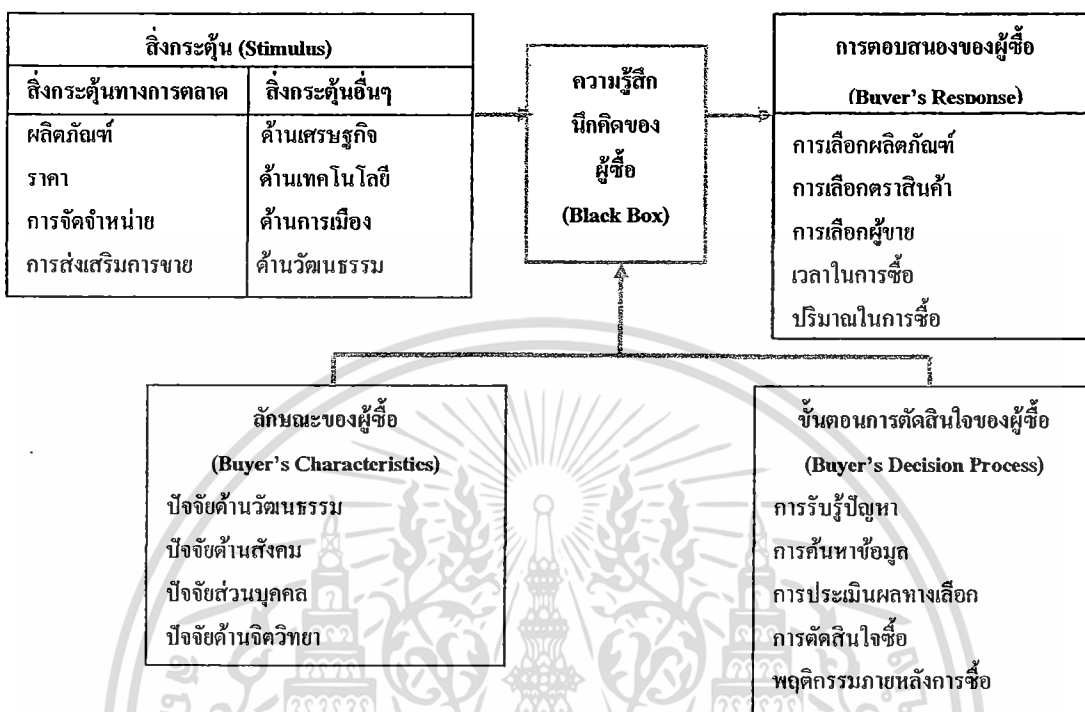 สิ่งกระตุ้น (Stimulus)
สิ่งกระตุ้นทางการตลาด
สิ่งกระตุ้นอื่นๆ
ผลิตภัณฑ์
ด้านเศรษฐกิจ
ราคา
ด้านเทคโนโลยี
การจัดจำหน่าย
ด้านการเมือง
การส่งเสริมการขาย
ด้านวัฒนธรรม
ความรู้สึก
นึกคิดของ
ผู้ซื้อ
(Black Box)
การตอบสนองของผู้ซื้อ
(Buyer's Response)
การเลือกผลิตภัณฑ์
การเลือกตราสินค้า
การเลือกผู้ขาย
เวลาในการซื้อ
ปริมาณในการซื้อ
ลักษณะของผู้ซื้อ
(Buyer's Characteristics)
ปัจจัยด้านวัฒนธรรม
ปัจจัยด้านสังคม
ปัจจัยส่วนบุคคล
ปัจจัยด้านจิตวิทยา
ขั้นตอนการตัดสินใจของผู้ซื้อ
(Buyer's Decision Process)
การรับรู้ปัญหา
การค้นหาข้อมูล
การประเมินผลทางเลือก
การตัดสินใจซื้อ
พฤติกรรมภายหลังการซื้อ